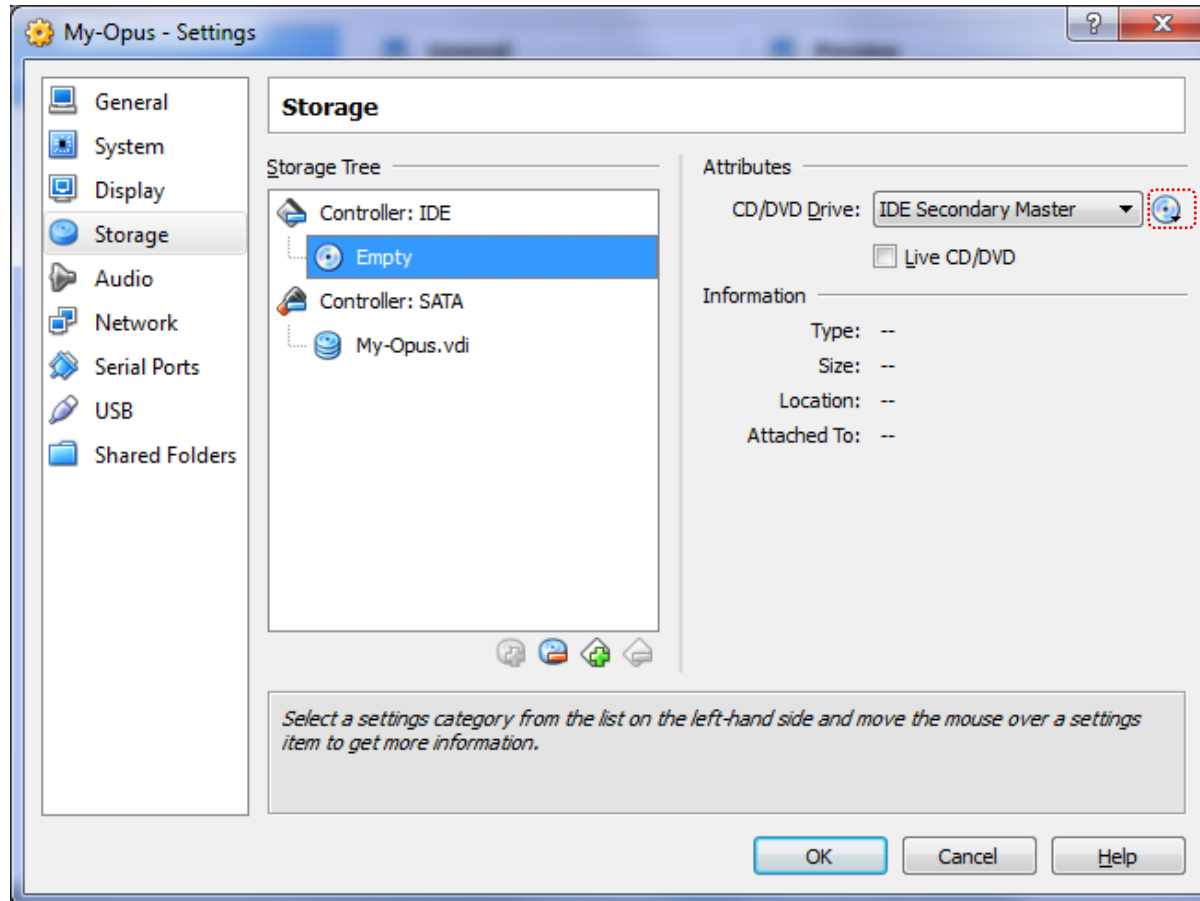 My-Opus - Settings
?
General
System
Display
Storage
Audio
Network
Serial Ports
USB
Shared Folders
Storage
Storage Tree
Controller: IDE
Empty
Controller: SATA
My-Opus.vdi
Attributes
CD/DVD Drive: IDE Secondary Master
Live CD/DVD
Information
Type: --
Size: --
Location: --
Attached To: --
Select a settings category from the list on the left-hand side and move the mouse over a settings
item to get more information.
OK Cancel Help